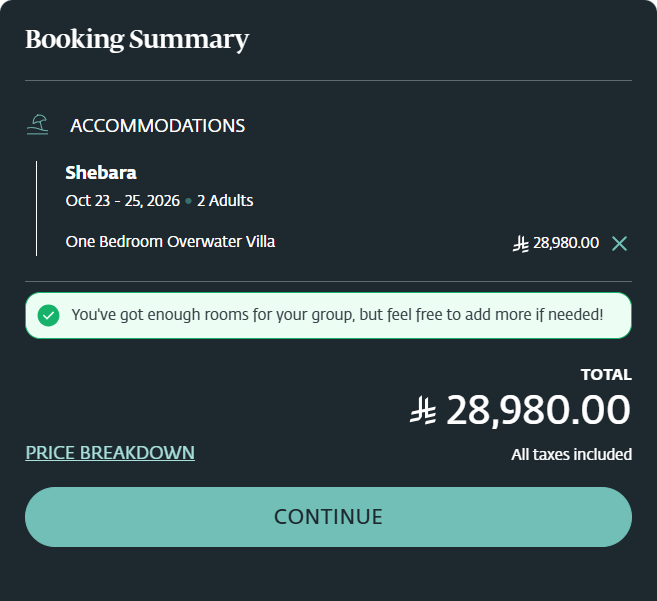 Booking Summary
ACCOMMODATIONS
Shebara
Oct 23 - 25, 2026 • 2 Adults
One Bedroom Overwater Villa
⃁ 28,980.00
You've got enough rooms for your group, but feel free to add more if needed!
TOTAL
⃁ 28,980.00
PRICE BREAKDOWN
All taxes included
CONTINUE